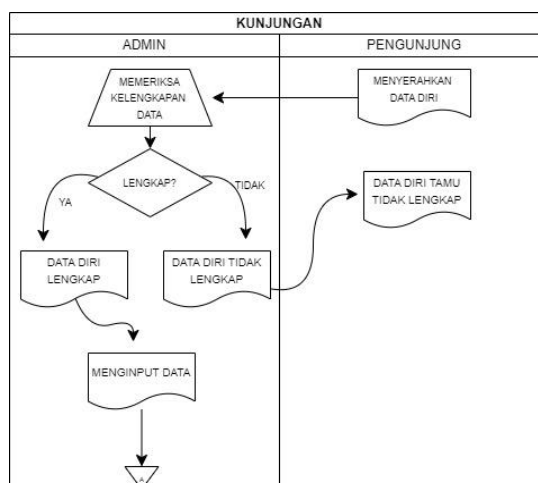 KUNJUNGAN
ADMIN
PENGUNJUNG
MEMERIKSA
KELENGKAPAN
DATA
MENYERAHKAN
DATA DIRI
LENGKAP?
YA
TIDAK
DATA DIRI TAMU
TIDAK LENGKAP
DATA DIRI
LENGKAP
DATA DIRI TIDAK
LENGKAP
MENGINPUT DATA
A